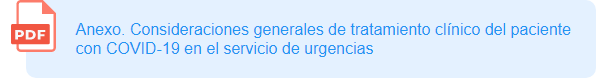 PDF
Anexo. Consideraciones generales de tratamiento clínico del paciente
con COVID-19 en el servicio de urgencias